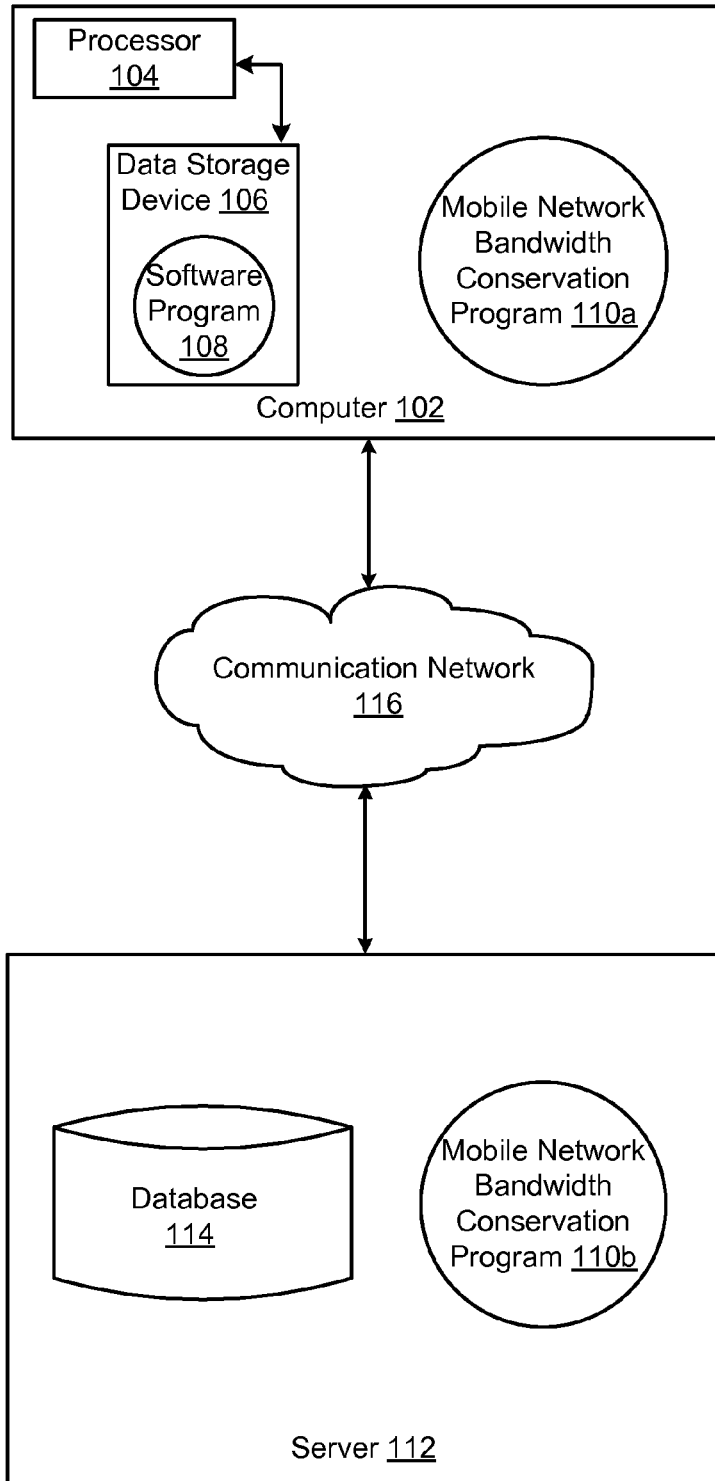 Processor
104
Data Storage
Device 106
Software
Program
108
Mobile Network
Bandwidth
Conservation
Program 110a
Computer 102
Communication Network
116
Database
114
Mobile Network
Bandwidth
Conservation
Program 110b
Server 112